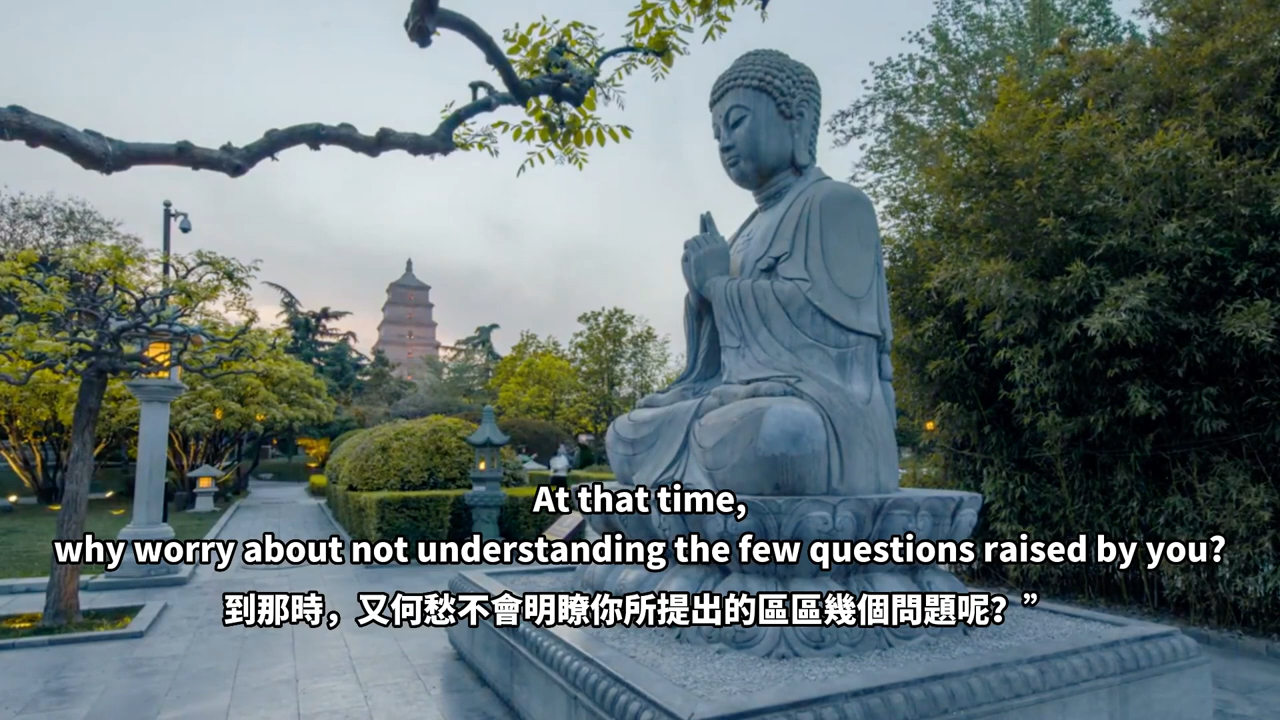 At that time,
why worry about not understanding the few questions raised by you?
到那時，又何愁不會明瞭你所提出的區區幾個問題呢？”